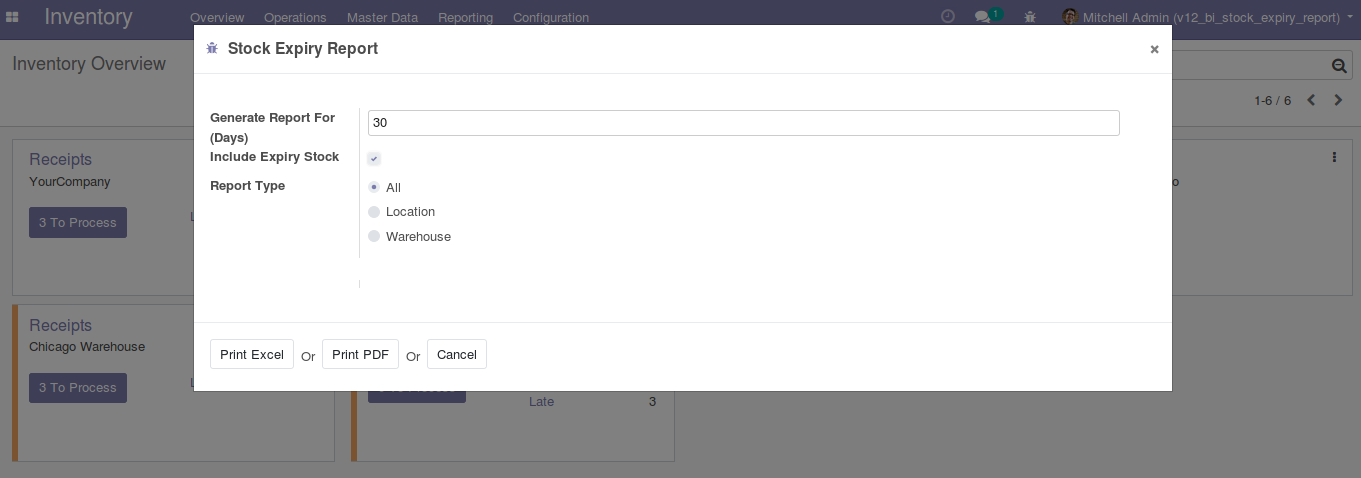 Inventory Overview Operations Master Data Reporting Configuration 1 Mitchell Admin (v12_bi_stock_expiry_report)
Inventory Overview
Stock Expiry Report ×
1-6 / 6
Generate Report For
(Days)
30
Include Expiry Stock
Report Type
All
Location
Warehouse
Print Excel Or Print PDF Or Cancel
Receipts
YourCompany
3 To Process
Receipts
Chicago Warehouse
3 To Process
Late 3